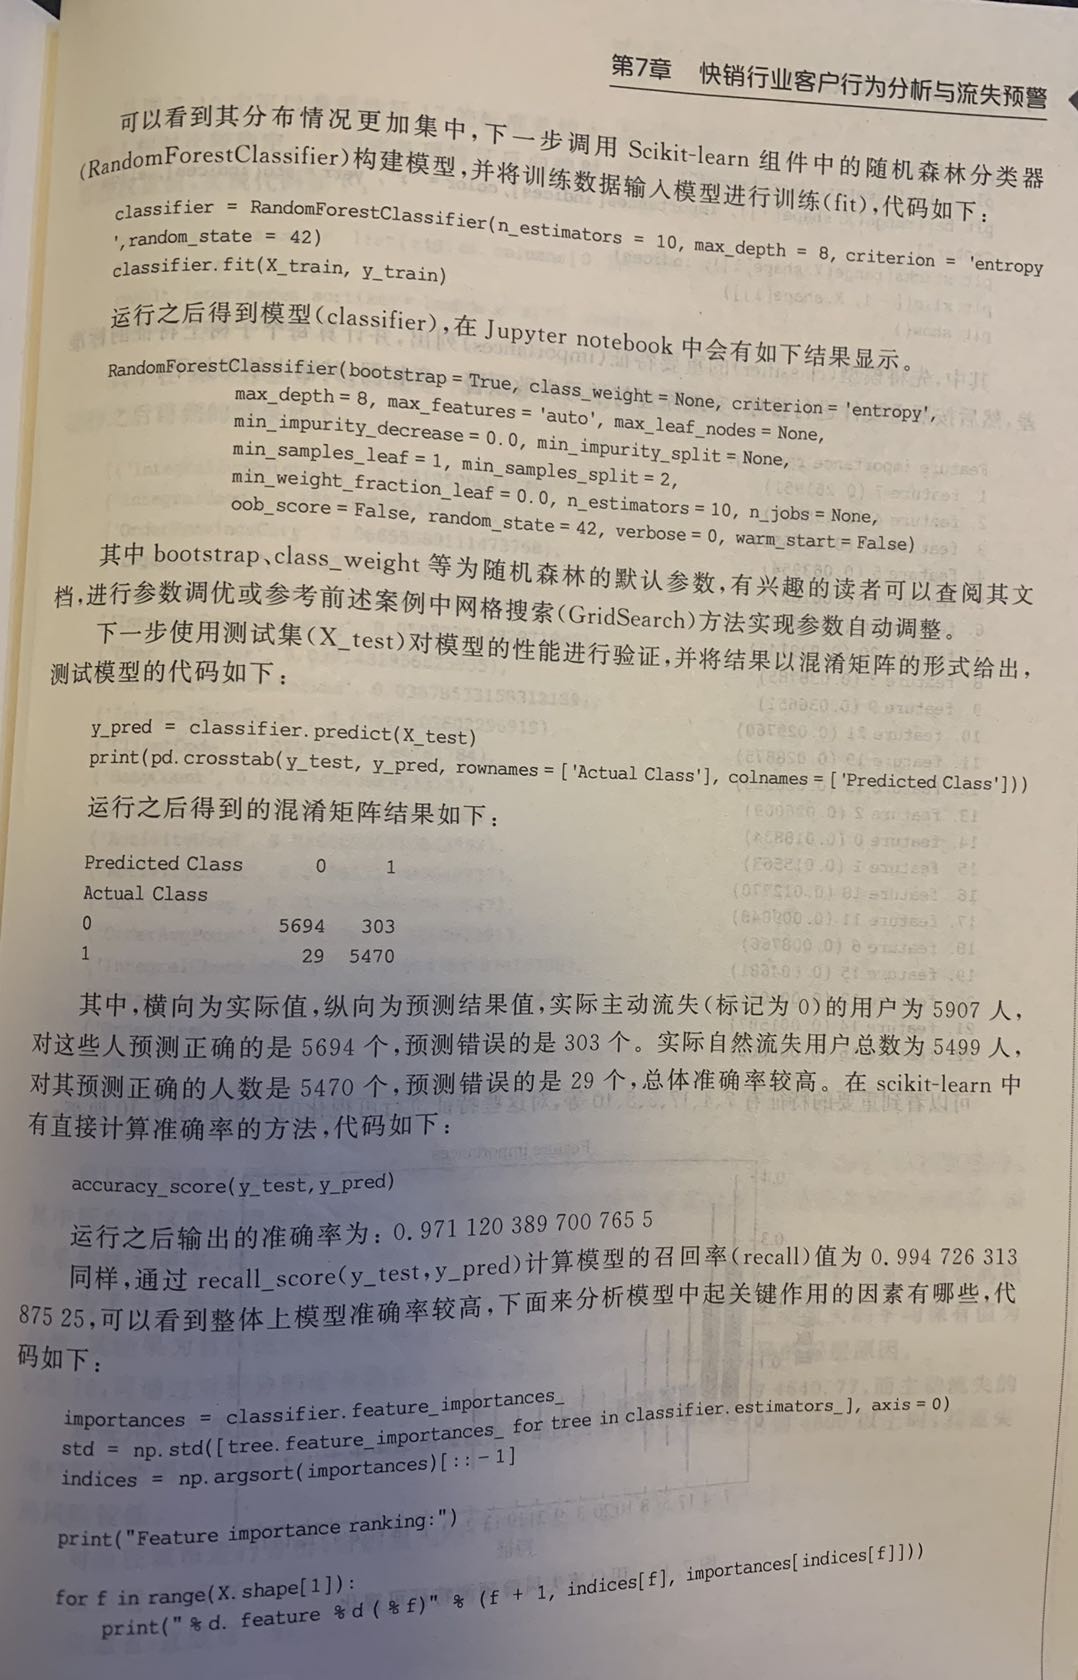 第7章 快销行业客户行为分析与流失预警
可以看到其分布情况更加集中,下一步调用 Scikit-learn 组件中的随机森林分类器
(RandomForestClassifier)构建模型,并将训练数据输入模型进行训练(fit),代码如下:
classifier = RandomForestClassifier(n_estimators = 10, max_depth = 8, criterion = 'entropy
',random_state = 42)
classifier.fit(X_train, y_train)
运行之后得到模型(classifier),在 Jupyter notebook 中会有如下结果显示。
RandomForestClassifier(bootstrap = True, class_weight = None, criterion = 'entropy',
max_depth = 8, max_features = 'auto', max_leaf_nodes = None,
min_impurity_decrease = 0.0, min_impurity_split = None,
min_samples_leaf = 1, min_samples_split = 2,
min_weight_fraction_leaf = 0.0, n_estimators = 10, n_jobs = None,
oob_score = False, random_state = 42, verbose = 0, warm_start = False)
其中 bootstrap、class_weight 等为随机森林的默认参数,有兴趣的读者可以查阅其文
档,进行参数调优或参考前述案例中网格搜索(GridSearch)方法实现参数自动调整。
下一步使用测试集(X_test)对模型的性能进行验证,并将结果以混淆矩阵的形式给出,
测试模型的代码如下:
y_pred = classifier.predict(X_test)
print(pd.crosstab(y_test, y_pred, rownames = ['Actual Class'], colnames = ['Predicted Class']))
运行之后得到的混淆矩阵结果如下:
Predicted Class 0 1
Actual Class
0 5694 303
1 29 5470
其中,横向为实际值,纵向为预测结果值,实际主动流失(标记为 0)的用户为 5907 人,
对这些人预测正确的是 5694 个,预测错误的是 303 个。实际自然流失用户总数为 5499 人,
对其预测正确的人数是 5470 个,预测错误的是 29 个,总体准确率较高。在 scikit-learn 中
有直接计算准确率的方法,代码如下:
accuracy_score(y_test,y_pred)
运行之后输出的准确率为:0.971 120 389 700 765 5
同样,通过 recall_score(y_test,y_pred)计算模型的召回率(recall)值为 0.994 726 313
875 25,可以看到整体上模型准确率较高,下面来分析模型中起关键作用的因素有哪些,代
码如下:
importances = classifier.feature_importances_
std = np.std([tree.feature_importances_ for tree in classifier.estimators_], axis = 0)
indices = np.argsort(importances)[::-1]
print("Feature importance ranking:")
for f in range(X.shape[1]):
print("%d. feature %d (%f)" % (f + 1, indices[f], importances[indices[f]]))